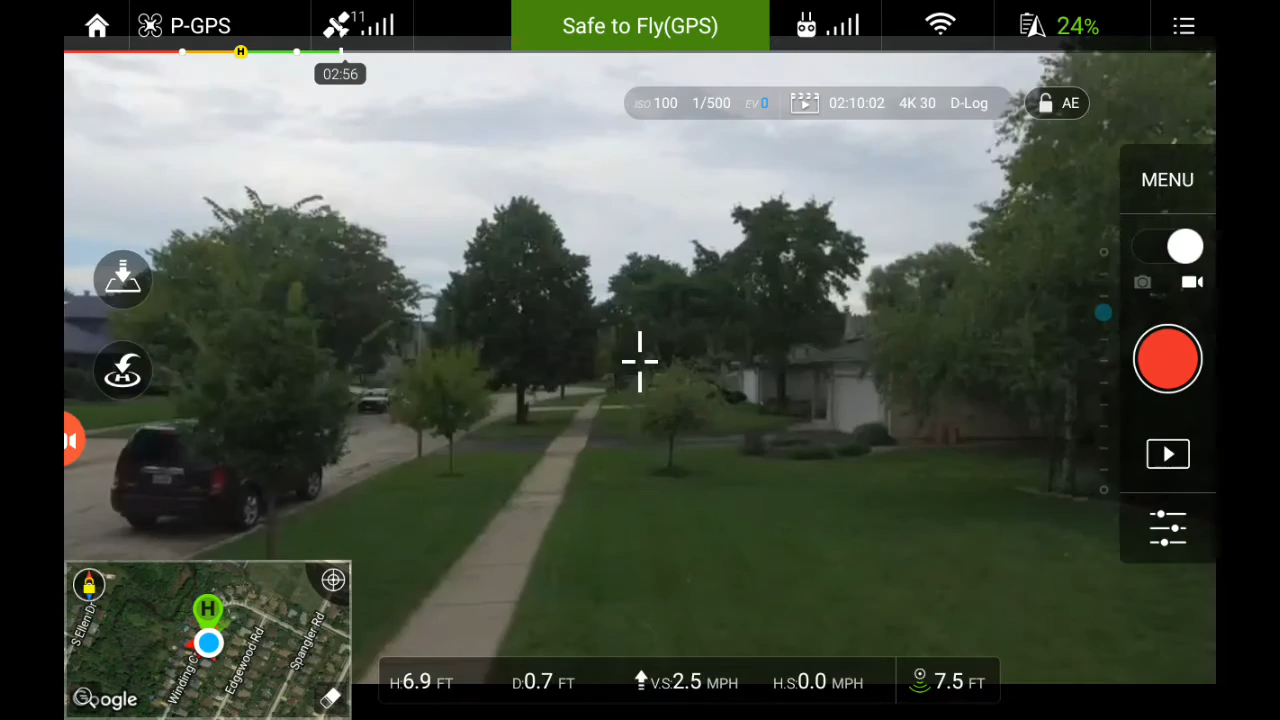 P-GPS
11
Safe to Fly(GPS)
24%
H
02:56
ISO 100 1/500 EV 0 02:10:02 4K 30 D-Log
AE
MENU
H
H
S Ellen Dr
Winding C
Edgewood Rd
Spangler Rd
Google
H:6.9 FT D:0.7 FT V.S:2.5 MPH H.S:0.0 MPH 7.5 FT